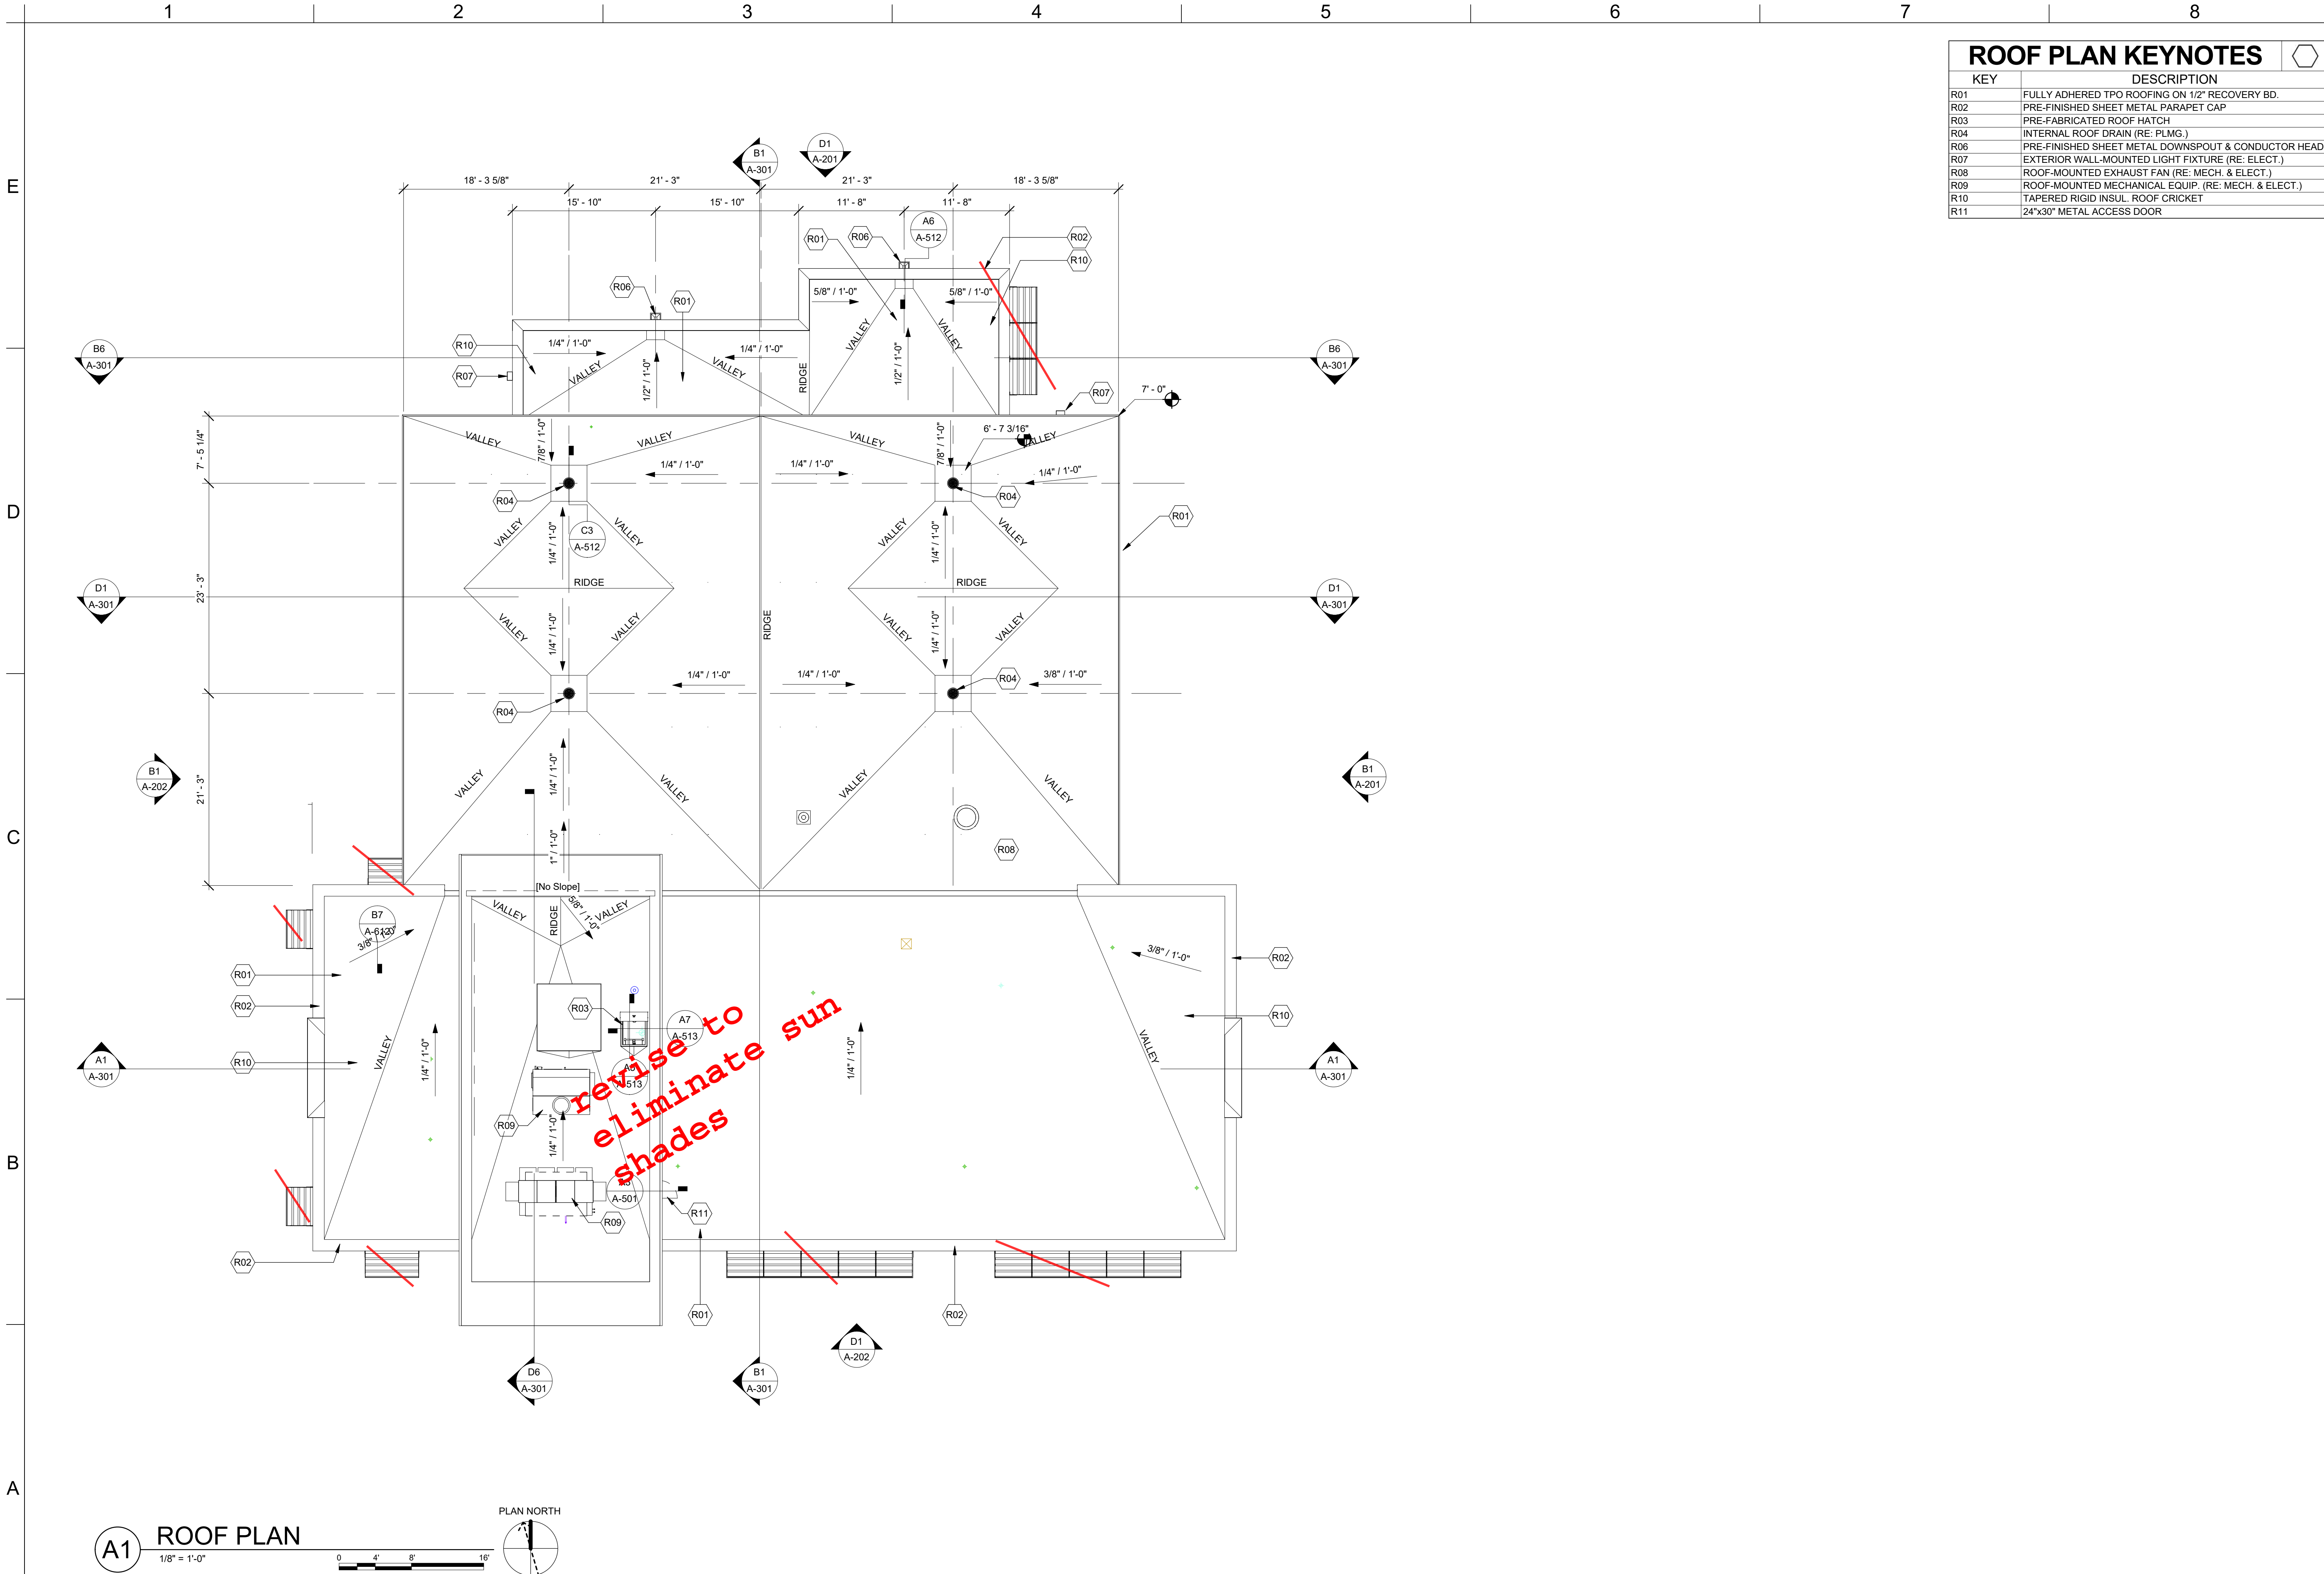 1 2 3 4 5 6 7 8
E
D
C
B
A
ROOF PLAN KEYNOTES
KEY DESCRIPTION
R01 FULLY ADHERED TPO ROOFING ON 1/2" RECOVERY BD.
R02 PRE-FINISHED SHEET METAL PARAPET CAP
R03 PRE-FABRICATED ROOF HATCH
R04 INTERNAL ROOF DRAIN (RE: PLMG.)
R06 PRE-FINISHED SHEET METAL DOWNSPOUT & CONDUCTOR HEAD
R07 EXTERIOR WALL-MOUNTED LIGHT FIXTURE (RE: ELECT.)
R08 ROOF-MOUNTED EXHAUST FAN (RE: MECH. & ELECT.)
R09 ROOF-MOUNTED MECHANICAL EQUIP. (RE: MECH. & ELECT.)
R10 TAPERED RIGID INSUL. ROOF CRICKET
R11 24"x30" METAL ACCESS DOOR
B1
A-301
D1
A-201
18' - 3 5/8" 21' - 3" 21' - 3" 18' - 3 5/8"
15' - 10" 15' - 10" 11' - 8" 11' - 8"
A6
A-512
R01 R06 R02
R10
R06 R01
5/8" / 1'-0" 5/8" / 1'-0"
VALLEY VALLEY
R10 1/4" / 1'-0" 1/4" / 1'-0"
B6
A-301
B6
A-301
R07 VALLEY 1/2" / 1'-0" VALLEY RIDGE 1/2" / 1'-0"
R07 7' - 0"
7' - 5 1/4"
VALLEY 7/8" / 1'-0" VALLEY VALLEY 7/8" / 1'-0" 6' - 7 3/16" VALLEY
1/4" / 1'-0" 1/4" / 1'-0" 1/4" / 1'-0"
R04 R04
R01
VALLEY 1/4" / 1'-0" VALLEY VALLEY 1/4" / 1'-0" VALLEY
C3
A-512
RIDGE RIDGE
D1
A-301
23' - 3"
D1
A-301
VALLEY 1/4" / 1'-0" VALLEY RIDGE VALLEY 1/4" / 1'-0" VALLEY
1/4" / 1'-0" 1/4" / 1'-0" R04 3/8" / 1'-0"
R04
B1
A-202
21' - 3"
VALLEY 1/4" / 1'-0" VALLEY VALLEY VALLEY
B1
A-201
1" / 1'-0" R08
[No Slope]
VALLEY RIDGE 5/8" / 1'-0" VALLEY
B7
3/8" / 1'-0"
3/8" / 1'-0"
R01 R02
R02 R03 R10
A7
A-513
A1
A-301
R10 VALLEY 1/4" / 1'-0" 1/4" / 1'-0" VALLEY
A1
A-301
A-513
revise to
eliminate sun
shades
R09 1/4" / 1'-0"
A-501
R09 R11
R02
R01 R02
D1
A-202
D6
A-301
B1
A-301
PLAN NORTH
A1 ROOF PLAN
1/8" = 1'-0"
0 4' 8' 16'